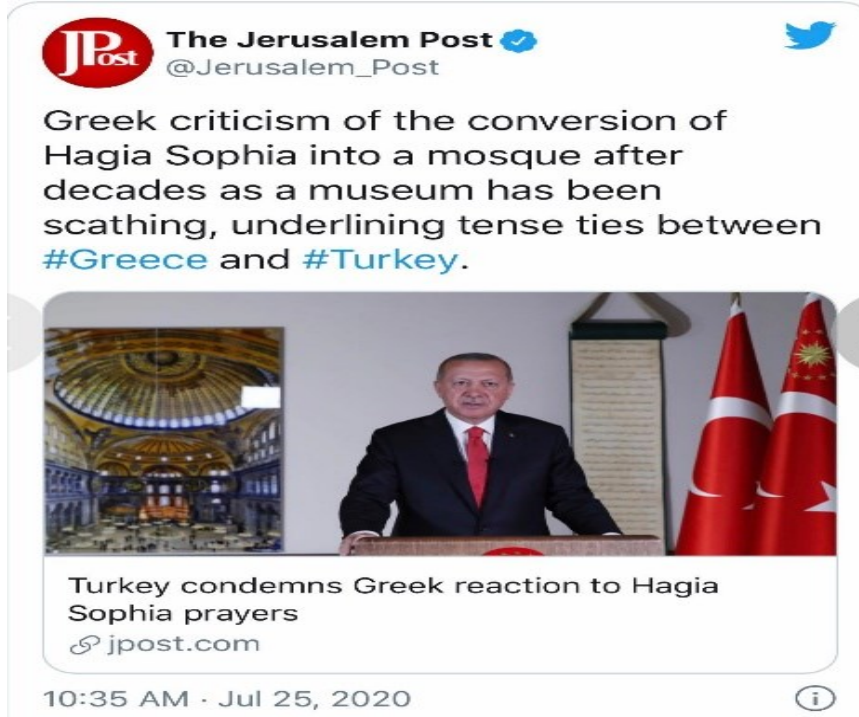 JPost
The Jerusalem Post
@Jerusalem_Post
Greek criticism of the conversion of
Hagia Sophia into a mosque after
decades as a museum has been
scathing, underlining tense ties between
#Greece and #Turkey.
Turkey condemns Greek reaction to Hagia
Sophia prayers
jpost.com
10:35 AM · Jul 25, 2020